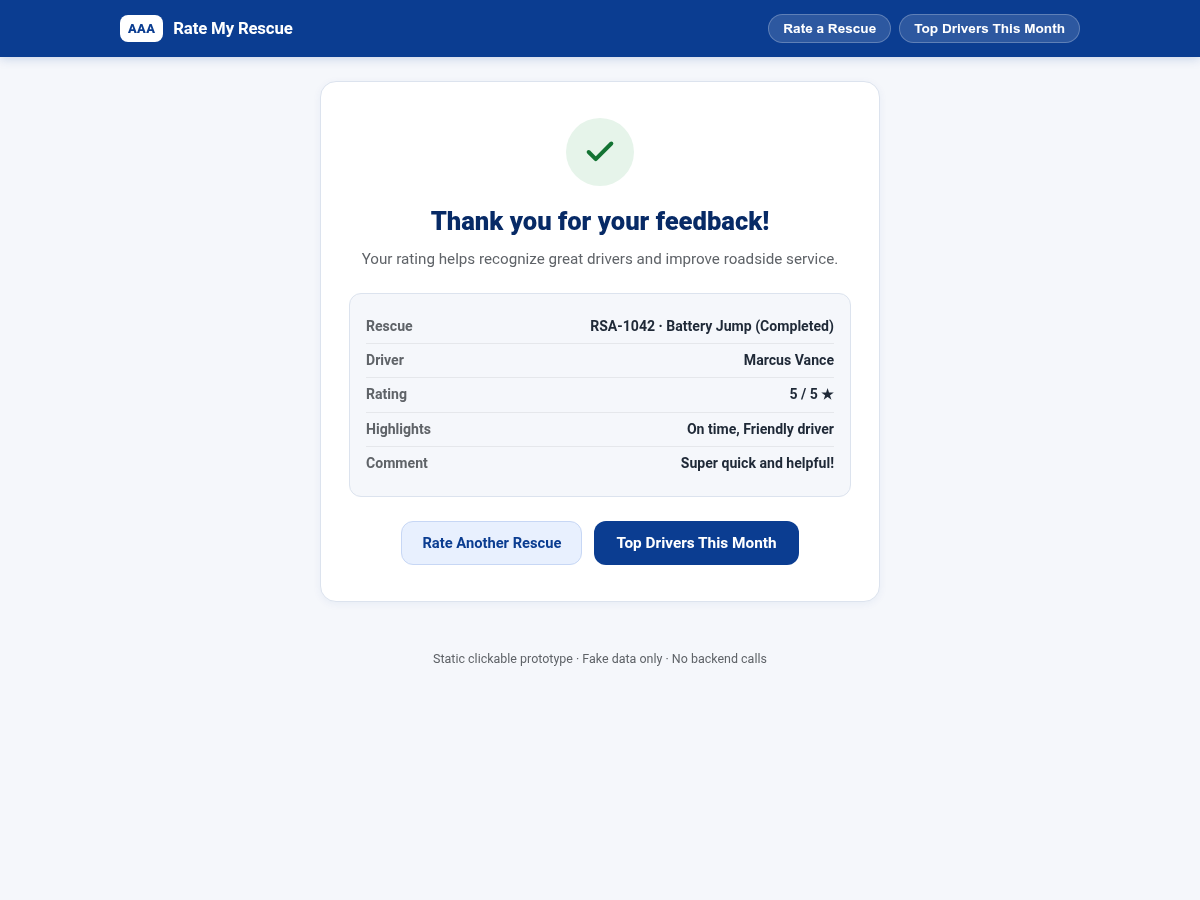 AAA Rate My Rescue Rate a Rescue Top Drivers This Month
Thank you for your feedback!
Your rating helps recognize great drivers and improve roadside service.
Rescue RSA-1042 · Battery Jump (Completed)
Driver Marcus Vance
Rating 5 / 5 ★
Highlights On time, Friendly driver
Comment Super quick and helpful!
Rate Another Rescue Top Drivers This Month
Static clickable prototype · Fake data only · No backend calls